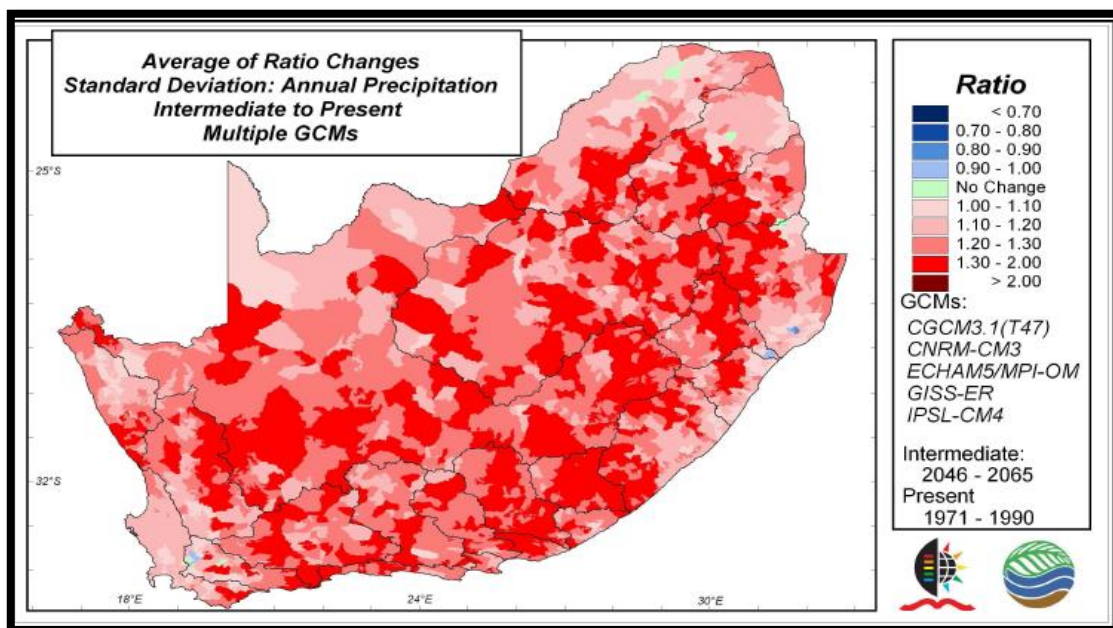 Average of Ratio Changes
Standard Deviation: Annual Precipitation
Intermediate to Present
Multiple GCMs
Ratio
< 0.70
0.70 - 0.80
0.80 - 0.90
0.90 - 1.00
No Change
1.00 - 1.10
1.10 - 1.20
1.20 - 1.30
1.30 - 2.00
> 2.00
GCMs:
CGCM3.1(T47)
CNRM-CM3
ECHAM5/MPI-OM
GISS-ER
IPSL-CM4
Intermediate:
2046 - 2065
Present
1971 - 1990
25°S
32°S
18°E
24°E
30°E